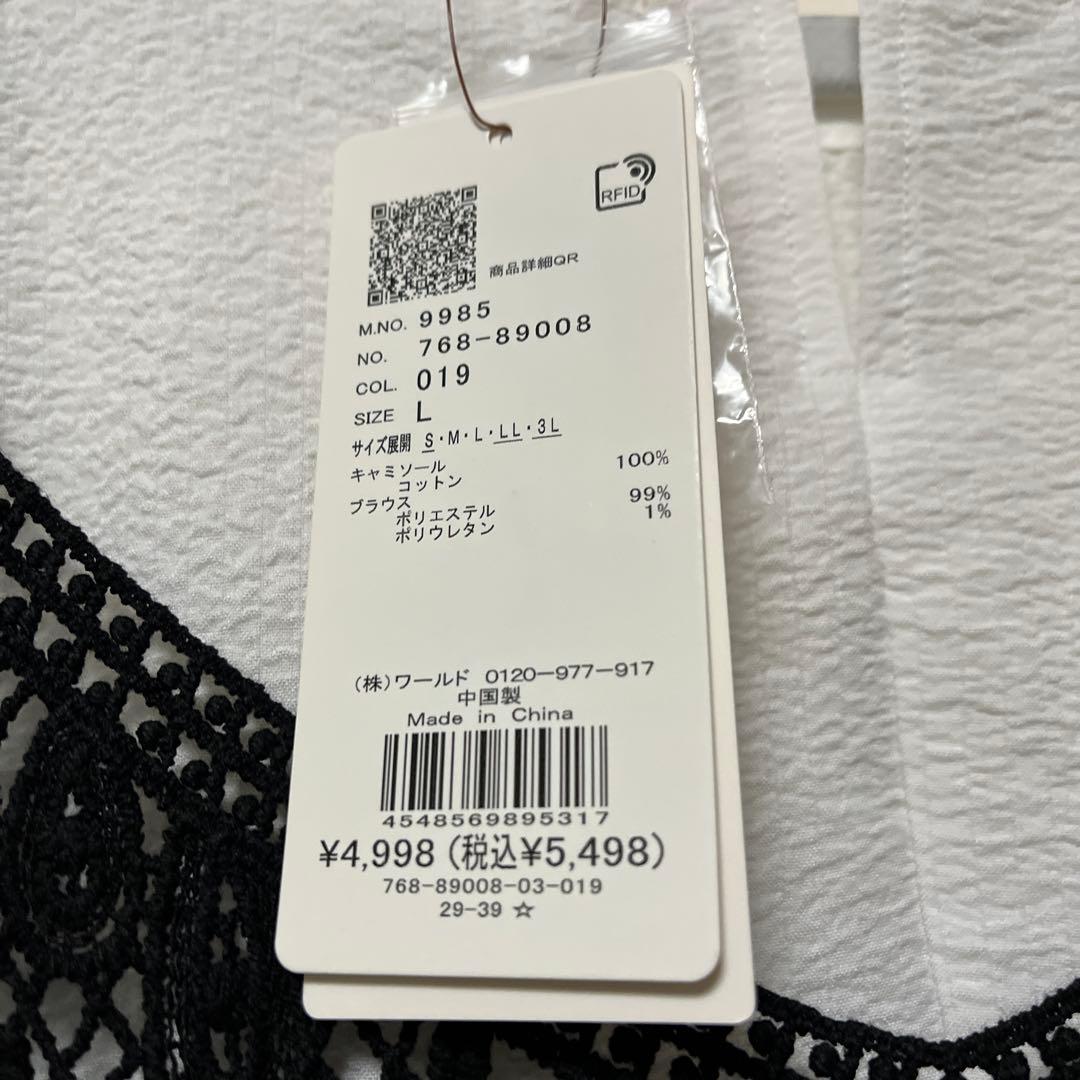 RFID
商品詳細QR
M.NO. 9985
NO. 768-89008
COL. 019
SIZE L
サイズ展開 S・M・L・LL・3L
キャミソール
コットン 100%
ブラウス
ポリエステル 99%
ポリウレタン 1%
(株)ワールド 0120-977-917
中国製
Made in China
4548569895317
¥4,998(税込¥5,498)
768-89008-03-019
29-39 ☆